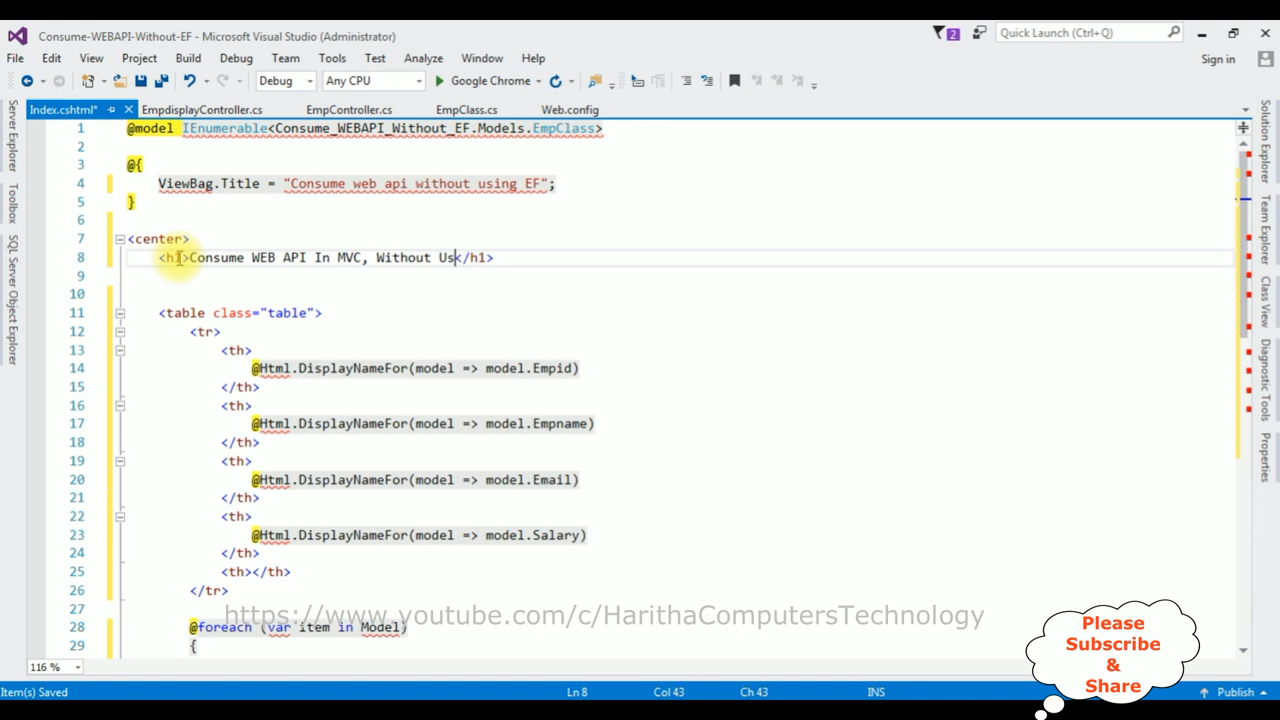 Consume-WEBAPI-Without-EF - Microsoft Visual Studio (Administrator)
2
Quick Launch (Ctrl+Q)
File Edit View Project Build Debug Team Tools Test Analyze Window Help
Sign in
Debug Any CPU Google Chrome
Index.cshtml* EmpdisplayController.cs EmpController.cs EmpClass.cs Web.config
Server Explorer
Toolbox
SQL Server Object Explorer
1 @model IEnumerable<Consume_WEBAPI_Without_EF.Models.EmpClass>
2
3 @{
4 ViewBag.Title = "Consume web api without using EF";
5 }
6
7 <center>
8 <h1>Consume WEB API In MVC, Without Us</h1>
9
10
11 <table class="table">
12 <tr>
13 <th>
14 @Html.DisplayNameFor(model => model.Empid)
15 </th>
16 <th>
17 @Html.DisplayNameFor(model => model.Empname)
18 </th>
19 <th>
20 @Html.DisplayNameFor(model => model.Email)
21 </th>
22 <th>
23 @Html.DisplayNameFor(model => model.Salary)
24 </th>
25 <th></th>
26 </tr>
27
https://www.youtube.com/c/HarithaComputersTechnology
28 @foreach (var item in Model)
29 {
Solution Explorer
Team Explorer
Class View
Diagnostic Tools
Properties
Please
Subscribe
&
Share
116 %
Item(s) Saved Ln 8 Col 43 Ch 43 INS Publish